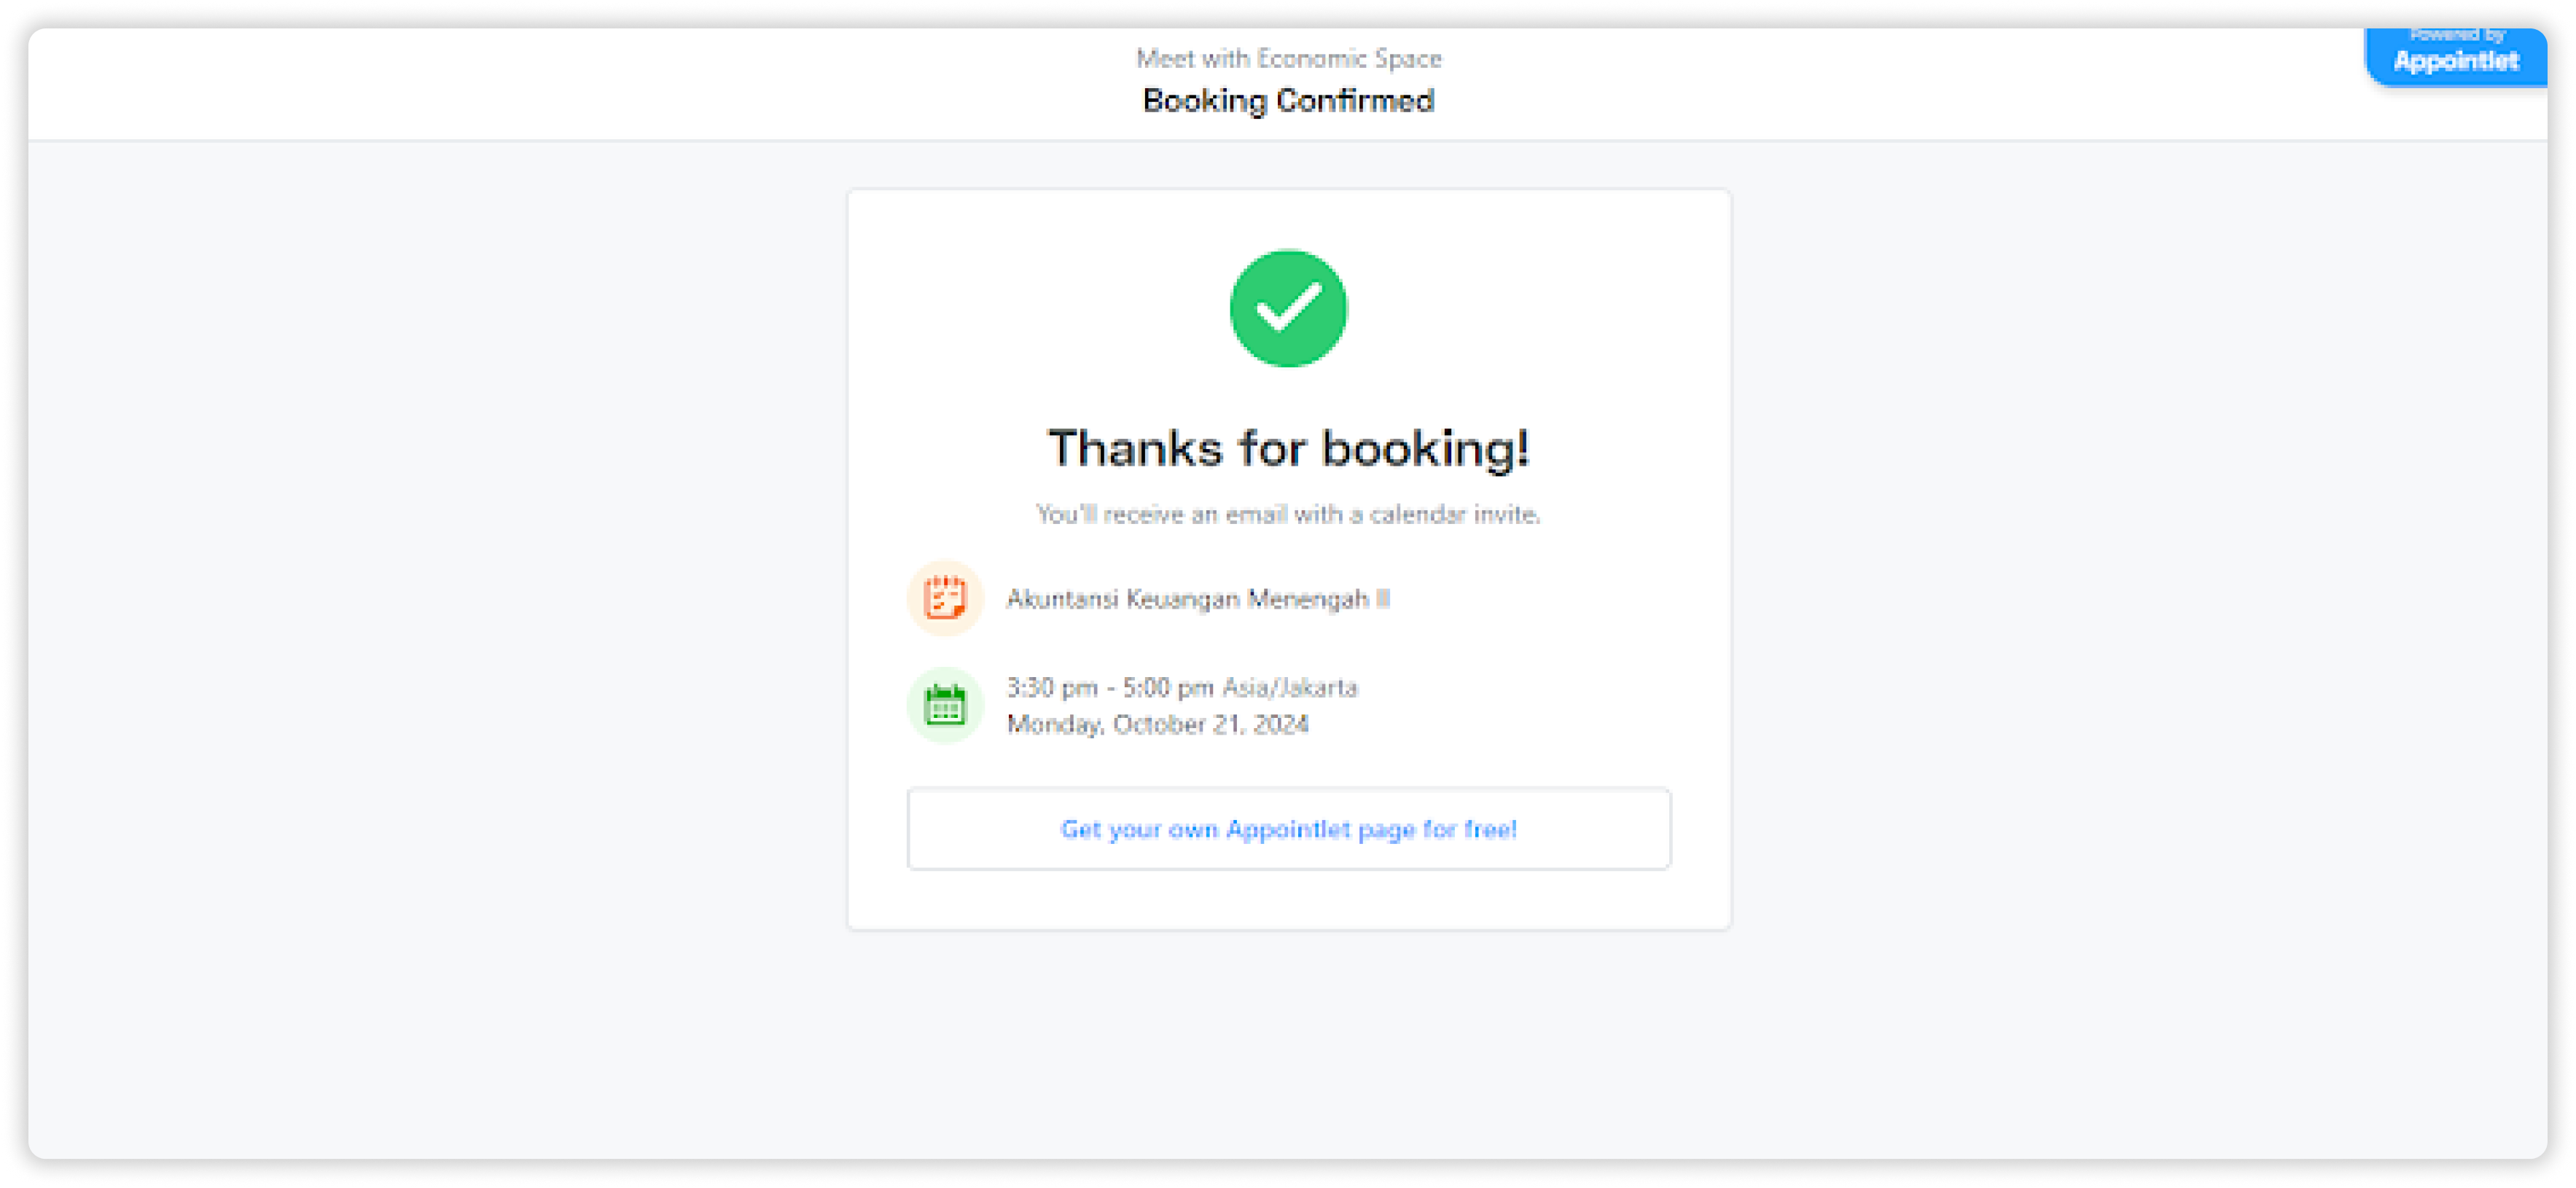 Meet with Economic Space
Booking Confirmed
Powered by
Appointlet
Thanks for booking!
You'll receive an email with a calendar invite.
Akuntansi Keuangan Menengah II
3:30 pm - 5:00 pm Asia/Jakarta
Monday, October 21, 2024
Get your own Appointlet page for free!